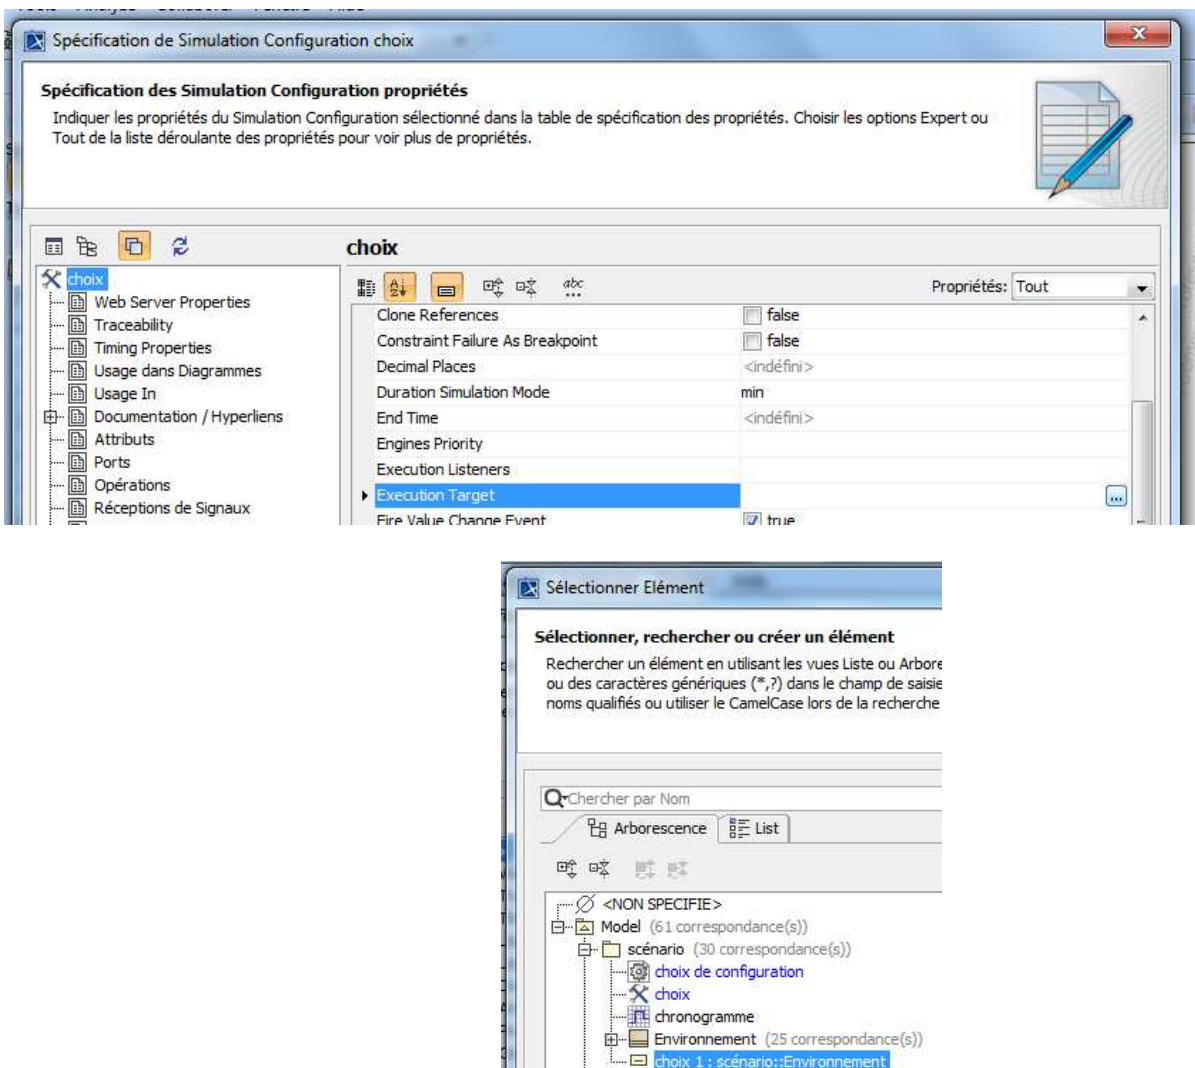 Spécification de Simulation Configuration choix
Spécification des Simulation Configuration propriétés
Indiquer les propriétés du Simulation Configuration sélectionné dans la table de spécification des propriétés. Choisir les options Expert ou
Tout de la liste déroulante des propriétés pour voir plus de propriétés.
choix
Propriétés: Tout
choix
Web Server Properties
Traceability
Timing Properties
Usage dans Diagrammes
Usage In
Documentation / Hyperliens
Attributs
Ports
Opérations
Réceptions de Signaux
Clone References false
Constraint Failure As Breakpoint false
Decimal Places <indéfini>
Duration Simulation Mode min
End Time <indéfini>
Engines Priority
Execution Listeners
Execution Target ...
Fire Value Change Event true
Sélectionner Elément
Sélectionner, rechercher ou créer un élément
Rechercher un élément en utilisant les vues Liste ou Arbore
ou des caractères génériques (*,?) dans le champ de saisie
noms qualifiés ou utiliser le CamelCase lors de la recherche
Chercher par Nom
Arborescence List
<NON SPECIFIE>
Model (61 correspondance(s))
scénario (30 correspondance(s))
choix de configuration
choix
chronogramme
Environnement (25 correspondance(s))
choix 1 : scénario::Environnement